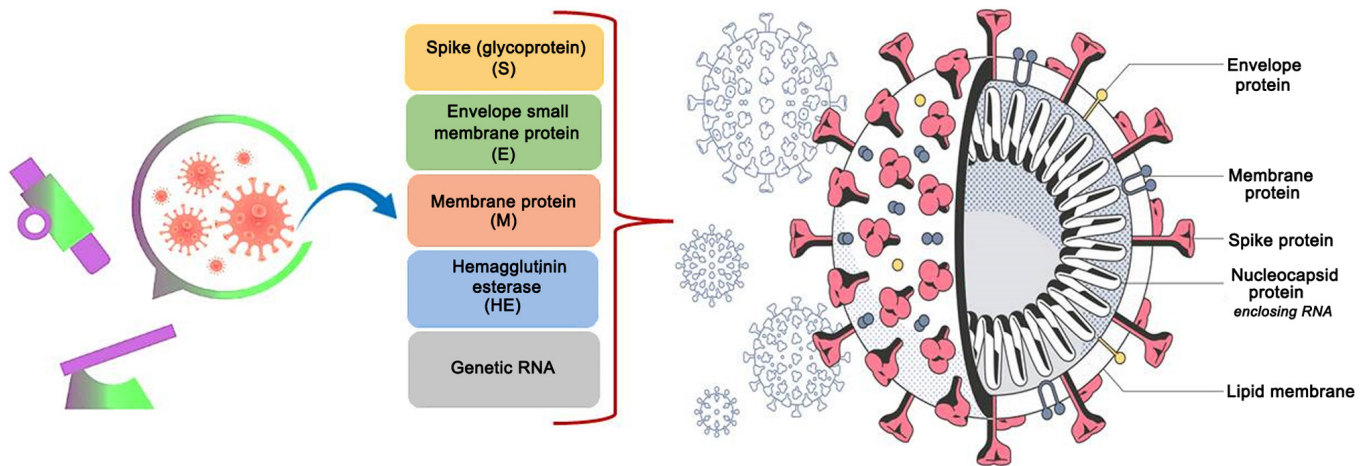 Spike (glycoprotein)
(S)
Envelope small
membrane protein
(E)
Membrane protein
(M)
Hemagglutinin
esterase
(HE)
Genetic RNA
Envelope
protein
Membrane
protein
Spike protein
Nucleocapsid
protein
enclosing RNA
Lipid membrane